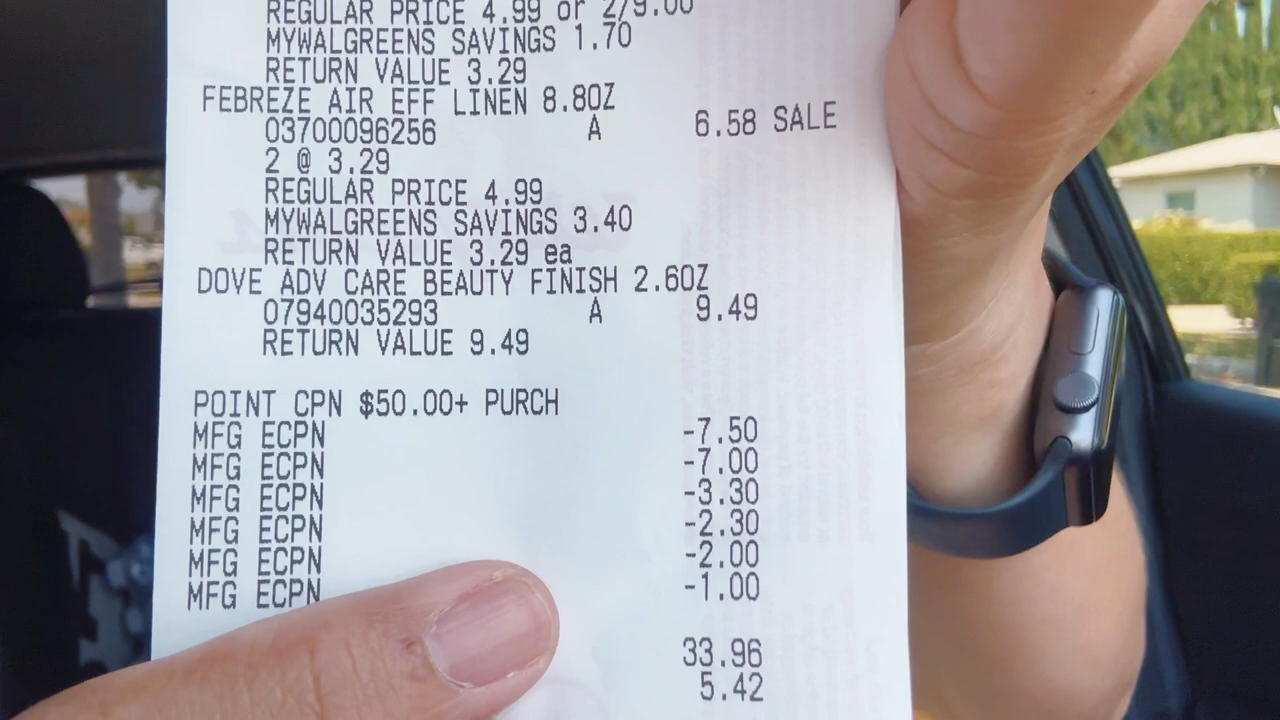 REGULAR PRICE 4.99 or 2/9.00
MYWALGREENS SAVINGS 1.70
RETURN VALUE 3.29
FEBREZE AIR EFF LINEN 8.8OZ
03700096256 A 6.58 SALE
2 @ 3.29
REGULAR PRICE 4.99
MYWALGREENS SAVINGS 3.40
RETURN VALUE 3.29 ea
DOVE ADV CARE BEAUTY FINISH 2.6OZ
07940035293 A 9.49
RETURN VALUE 9.49
POINT CPN $50.00+ PURCH
MFG ECPN -7.50
MFG ECPN -7.00
MFG ECPN -3.30
MFG ECPN -2.30
MFG ECPN -2.00
MFG ECPN -1.00
33.96
5.42